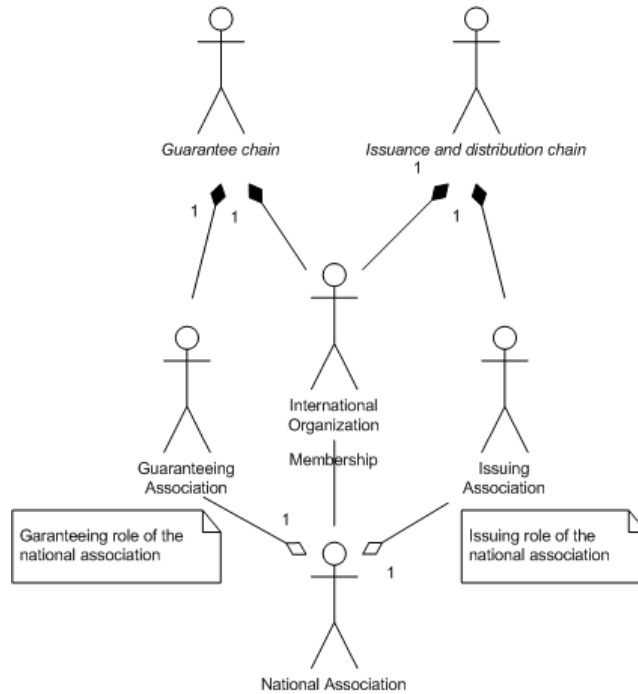 Guarantee chain
Issuance and distribution chain
1
1
1
1
International
Organization
Guaranteeing
Association
Membership
Issuing
Association
Garanteeing role of the
national association
1
Issuing role of the
national association
1
National Association